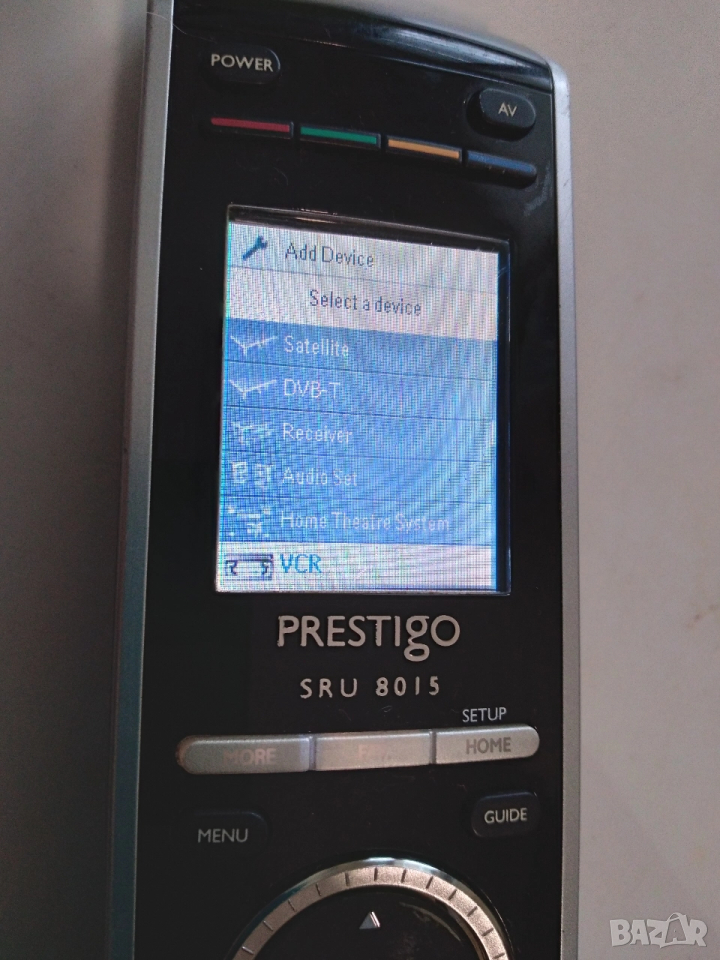 POWER
AV
Add Device
Select a device
Satellite
DVB-T
Receiver
Audio Set
Home Theatre System
VCR
PRESTIGO
SRU 8015
SETUP
MORE
HOME
MENU
GUIDE
BAZAR